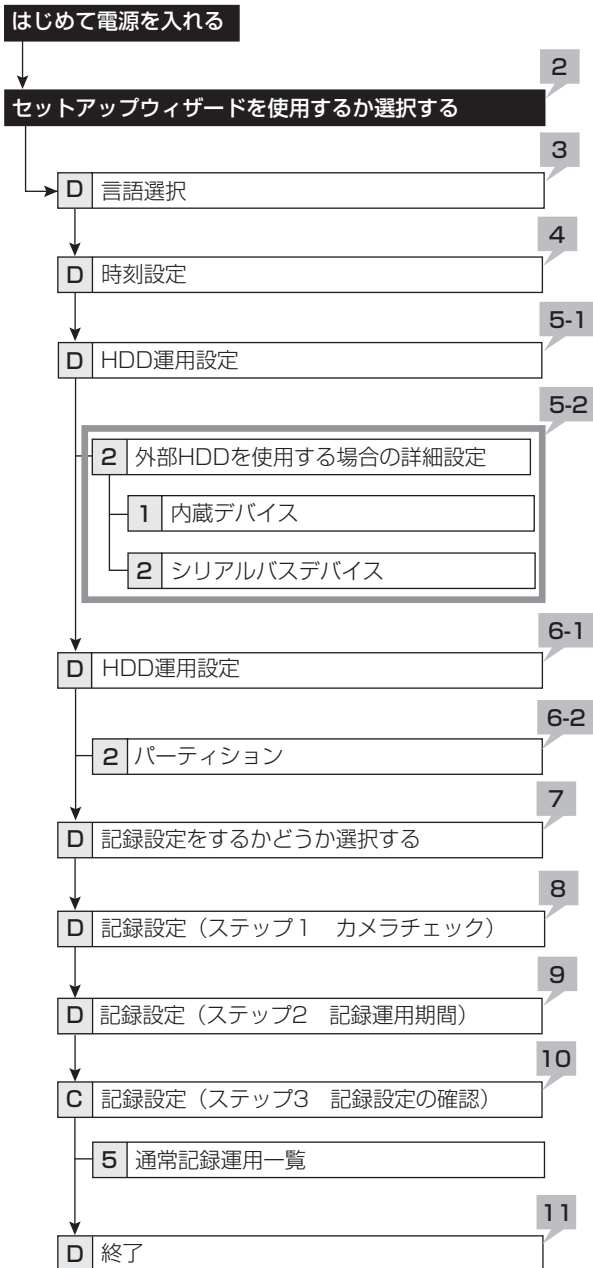 はじめて電源を入れる
2
セットアップウィザードを使用するか選択する
3
D 言語選択
4
D 時刻設定
5-1
D HDD運用設定
5-2
2 外部HDDを使用する場合の詳細設定
1 内蔵デバイス
2 シリアルバスデバイス
6-1
D HDD運用設定
6-2
2 パーティション
7
D 記録設定をするかどうか選択する
8
D 記録設定（ステップ1　カメラチェック）
9
D 記録設定（ステップ2　記録運用期間）
10
C 記録設定（ステップ3　記録設定の確認）
5 通常記録運用一覧
11
D 終了